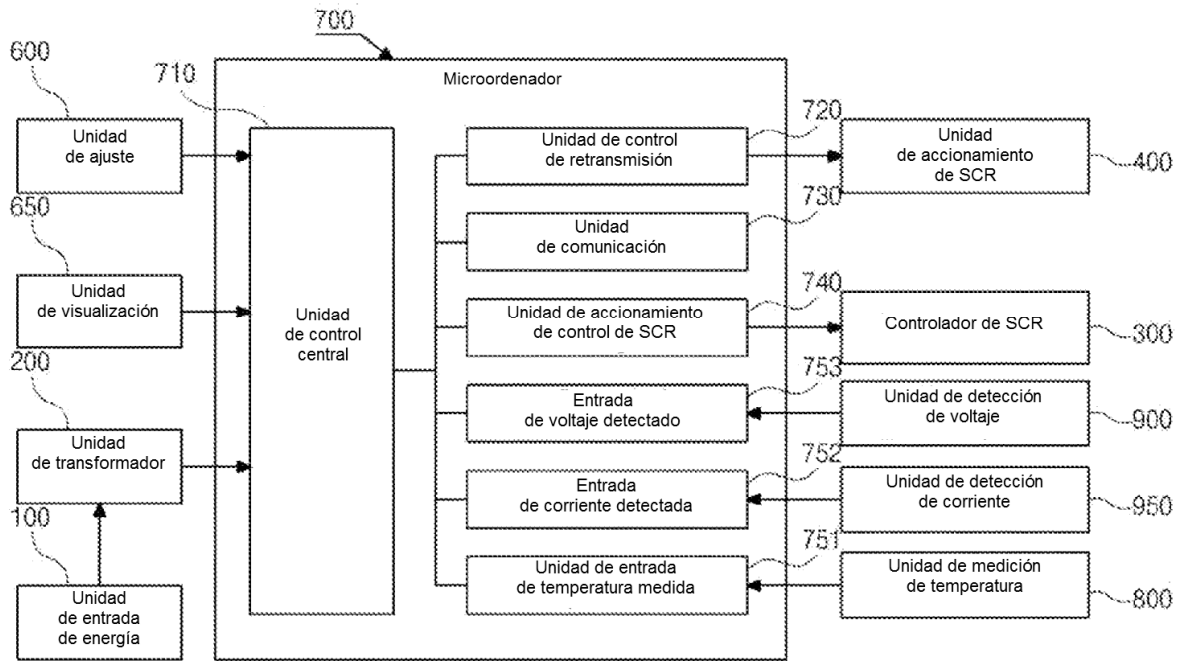 700
Microordenador
600
Unidad
de ajuste
650
Unidad
de visualización
200
Unidad
de transformador
100
Unidad
de entrada
de energía
710
Unidad
de control
central
720
Unidad de control
de retransmisión
730
Unidad
de comunicación
740
Unidad de accionamiento
de control de SCR
753
Entrada
de voltaje detectado
752
Entrada
de corriente detectada
751
Unidad de entrada
de temperatura medida
Unidad
de accionamiento
de SCR
400
Controlador de SCR
300
Unidad de detección
de voltaje
900
Unidad de detección
de corriente
950
Unidad de medición
de temperatura
800